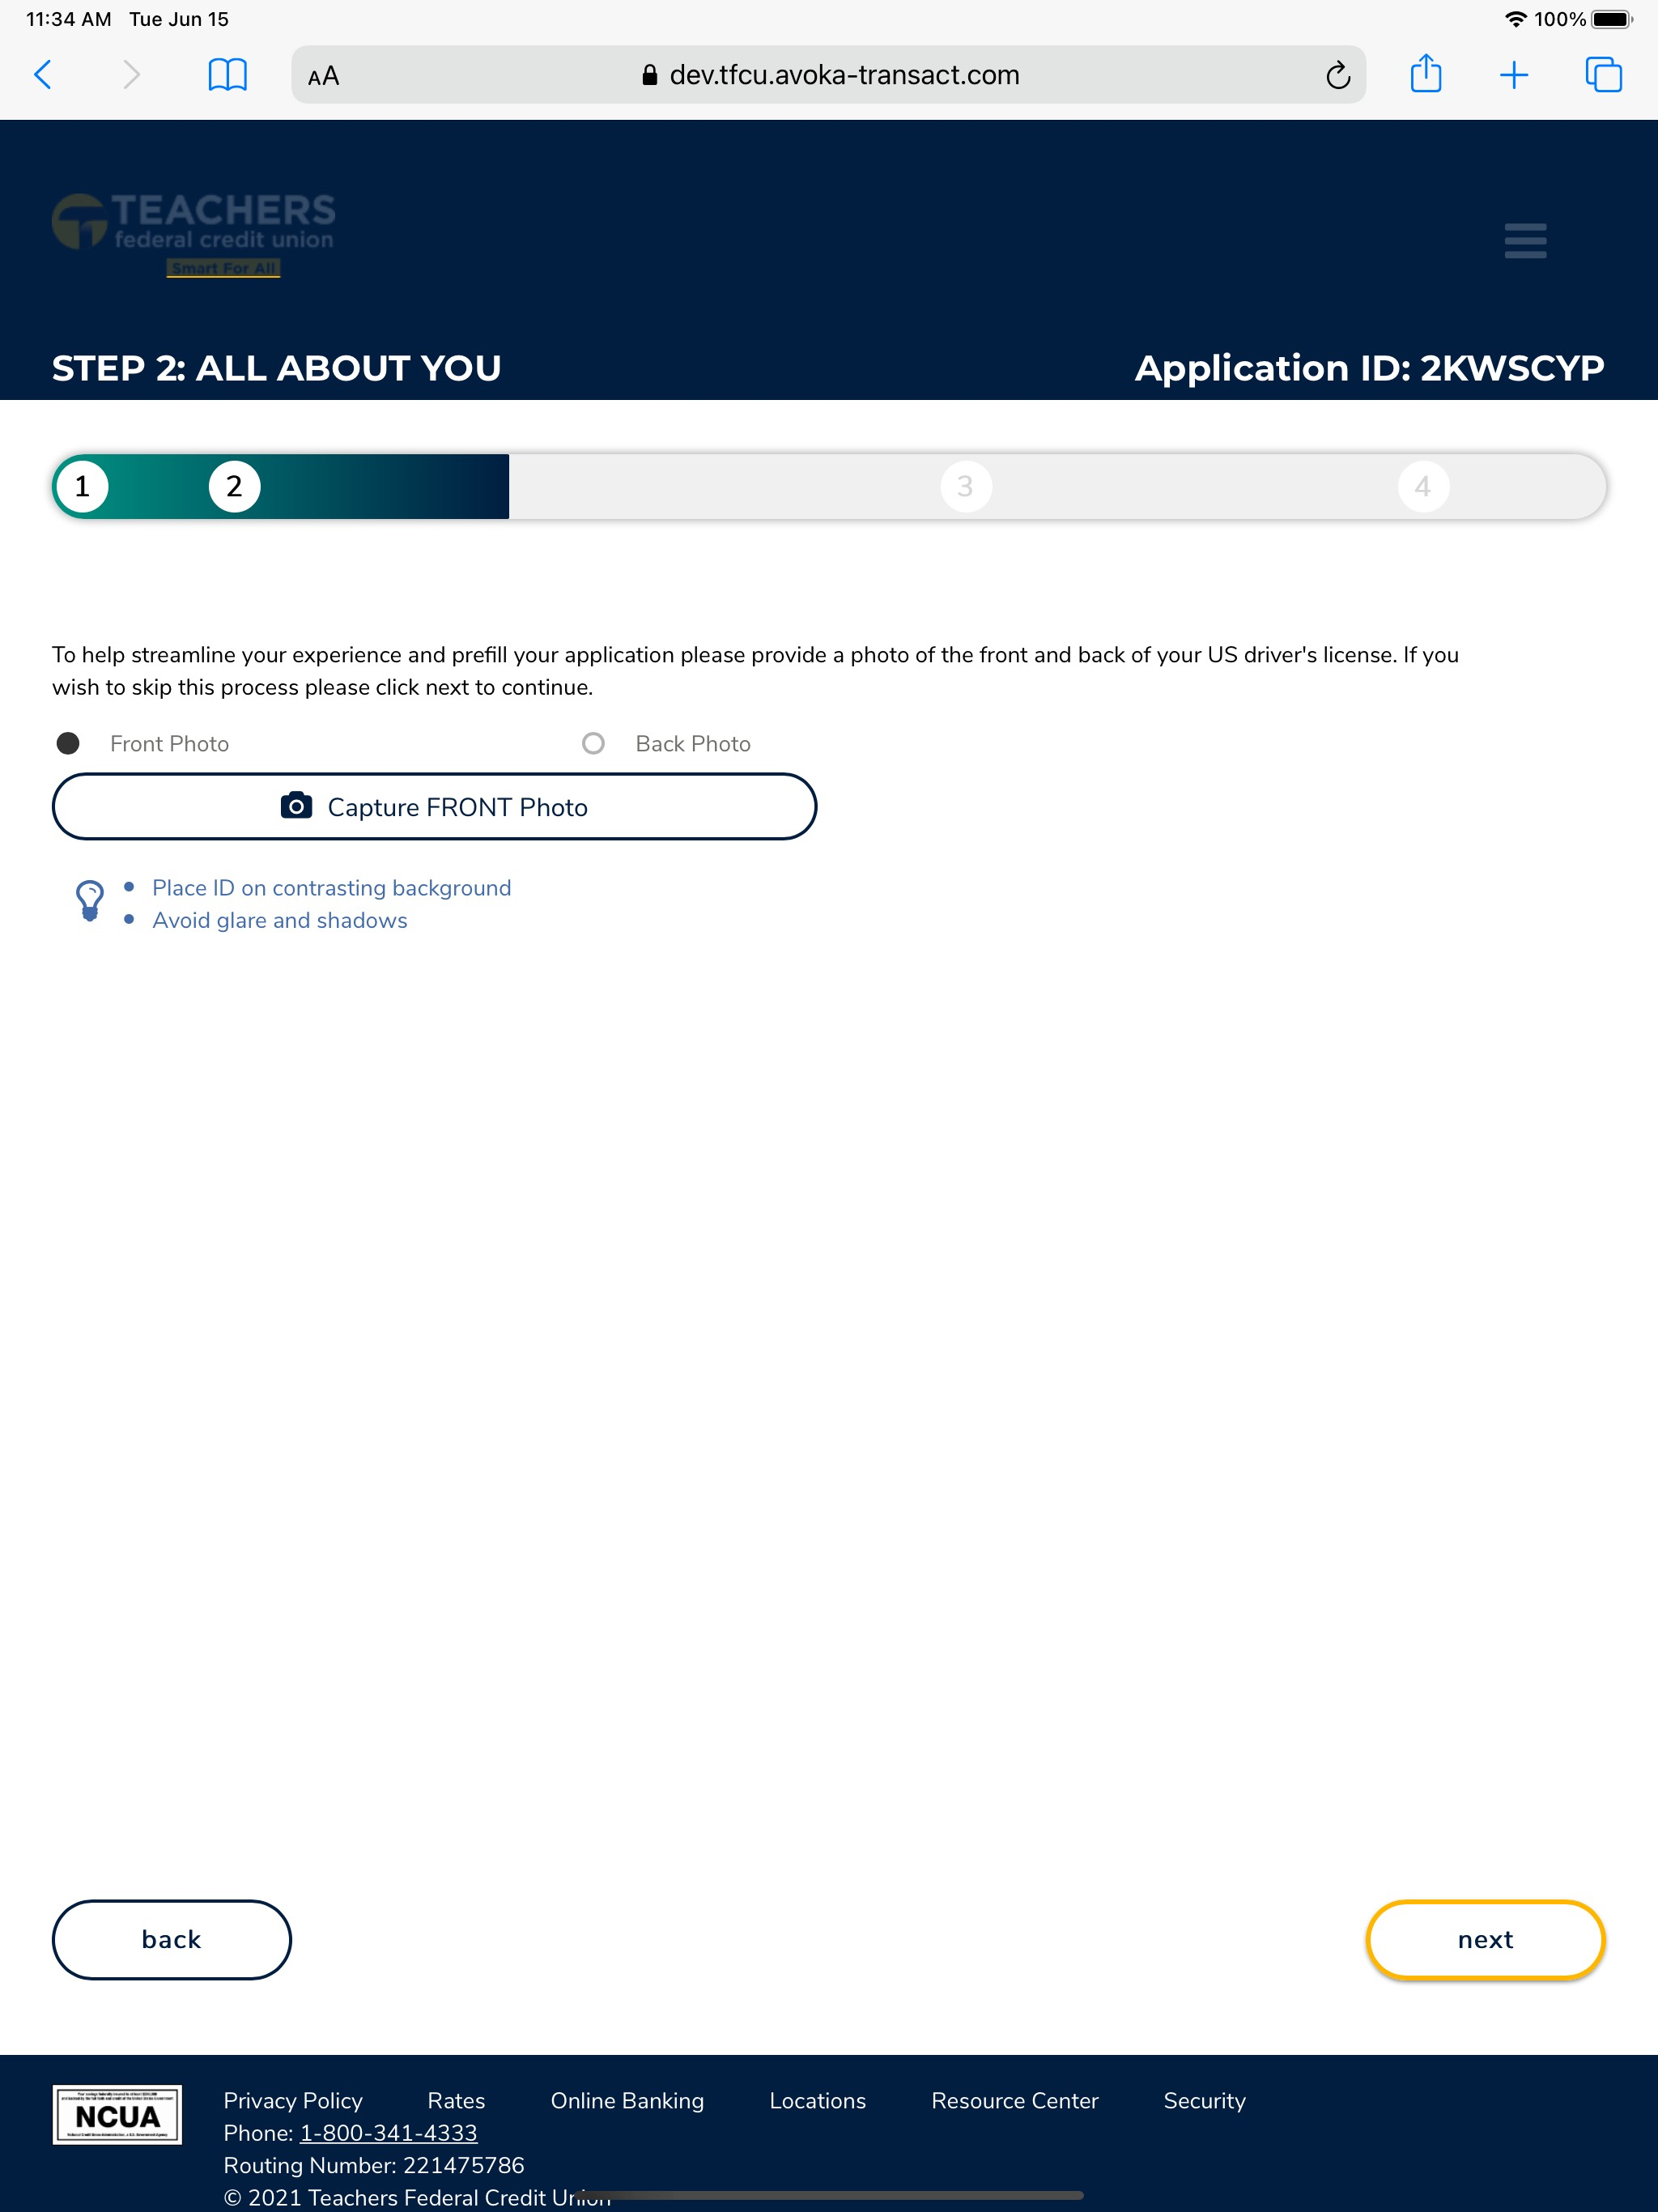 11:34 AM Tue Jun 15
100%
AA
dev.tfcu.avoka-transact.com
TEACHERS
federal credit union
Smart For All
STEP 2: ALL ABOUT YOU
Application ID: 2KWSCYP
1
2
3
4
To help streamline your experience and prefill your application please provide a photo of the front and back of your US driver's license. If you
wish to skip this process please click next to continue.
Front Photo
Back Photo
Capture FRONT Photo
Place ID on contrasting background
Avoid glare and shadows
back
next
NCUA
Privacy Policy Rates Online Banking Locations Resource Center Security
Phone: 1-800-341-4333
Routing Number: 221475786
© 2021 Teachers Federal Credit Union